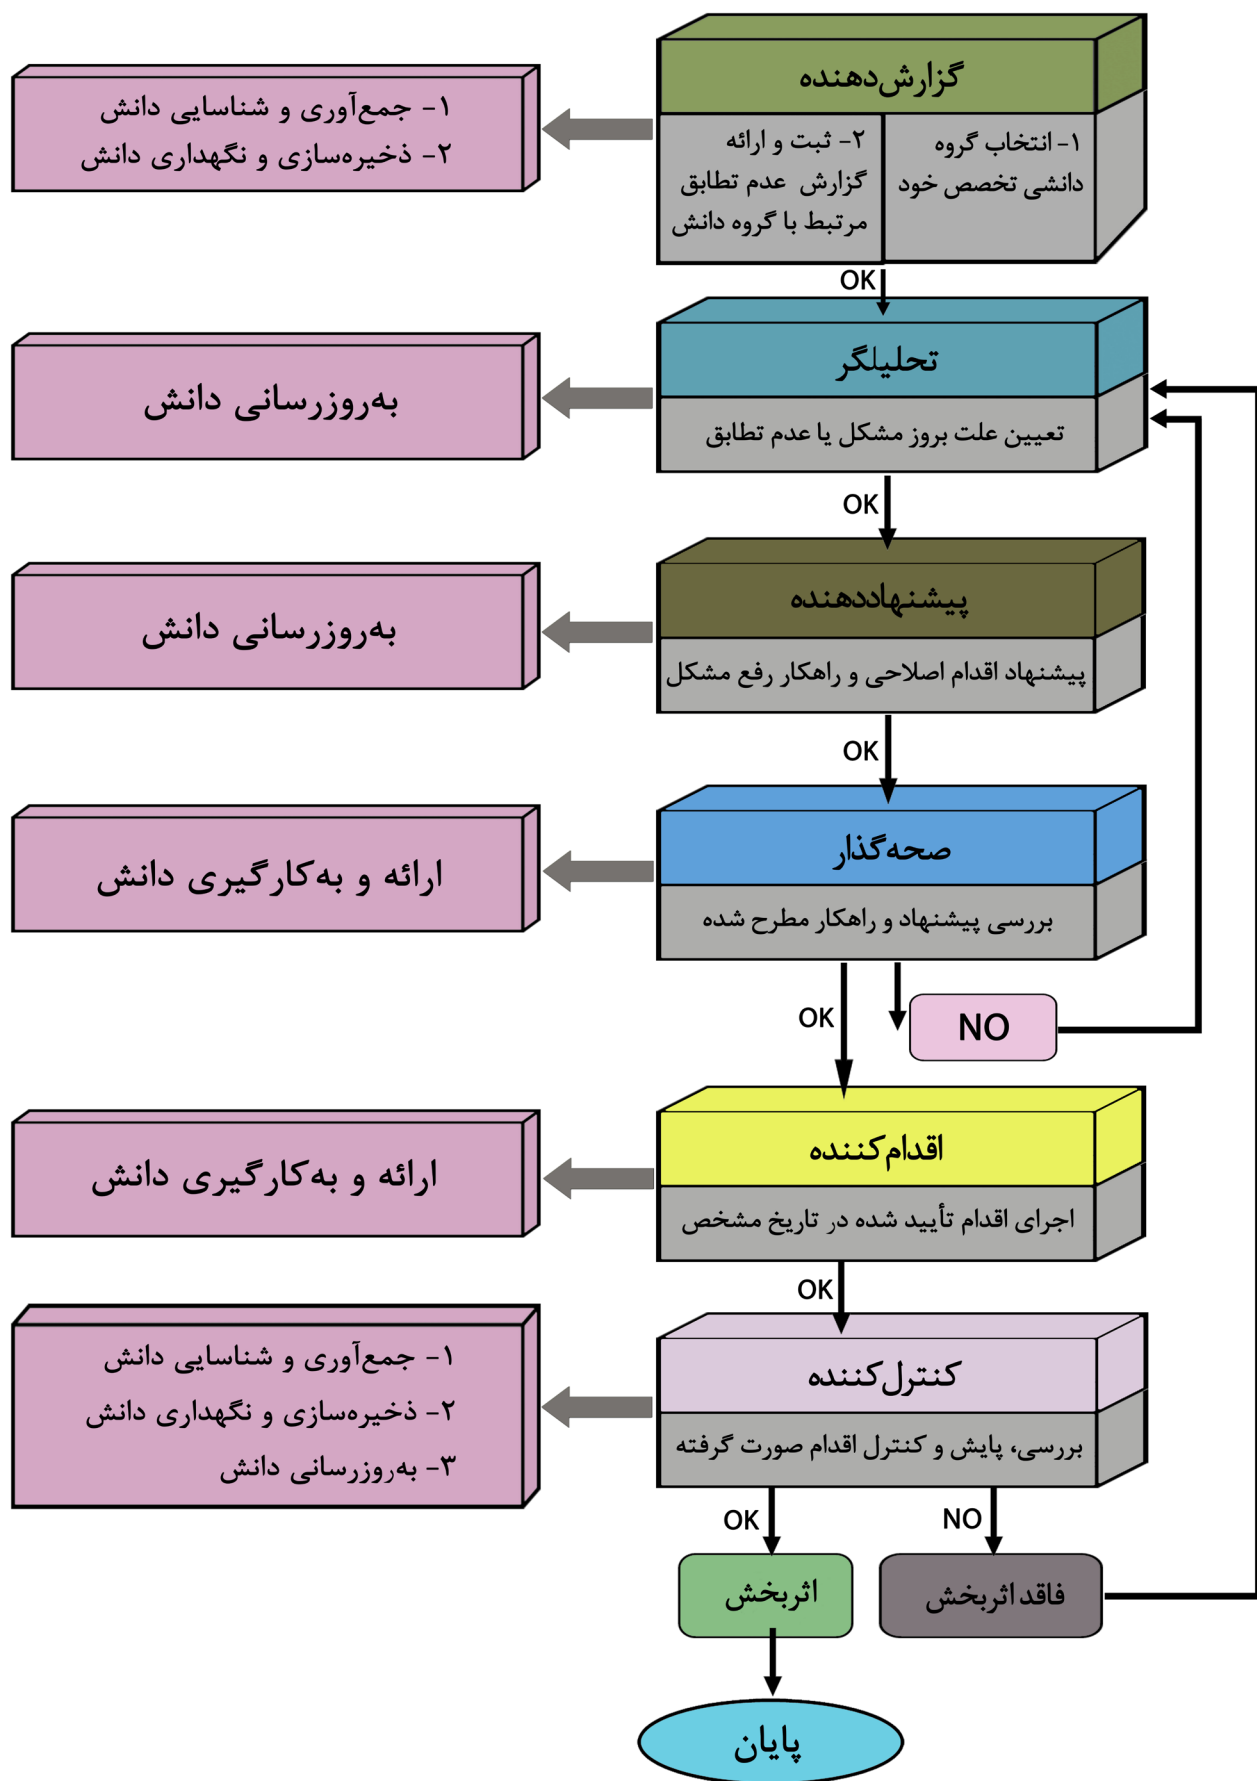 گزارش‌دهنده
۱- انتخاب گروه
دانشی تخصص خود
۲- ثبت و ارائه
گزارش عدم تطابق
مرتبط با گروه دانش
۱- جمع‌آوری و شناسایی دانش
۲- ذخیره‌سازی و نگهداری دانش
OK
تحلیلگر
تعیین علت بروز مشکل یا عدم تطابق
به‌روزرسانی دانش
OK
پیشنهاددهنده
پیشنهاد اقدام اصلاحی و راهکار رفع مشکل
به‌روزرسانی دانش
OK
صحه‌گذار
بررسی پیشنهاد و راهکار مطرح شده
ارائه و به‌کارگیری دانش
OK
NO
اقدام‌کننده
اجرای اقدام تأیید شده در تاریخ مشخص
ارائه و به‌کارگیری دانش
OK
کنترل‌کننده
بررسی، پایش و کنترل اقدام صورت گرفته
۱- جمع‌آوری و شناسایی دانش
۲- ذخیره‌سازی و نگهداری دانش
۳- به‌روزرسانی دانش
NO
OK
فاقد اثربخش
اثربخش
پایان